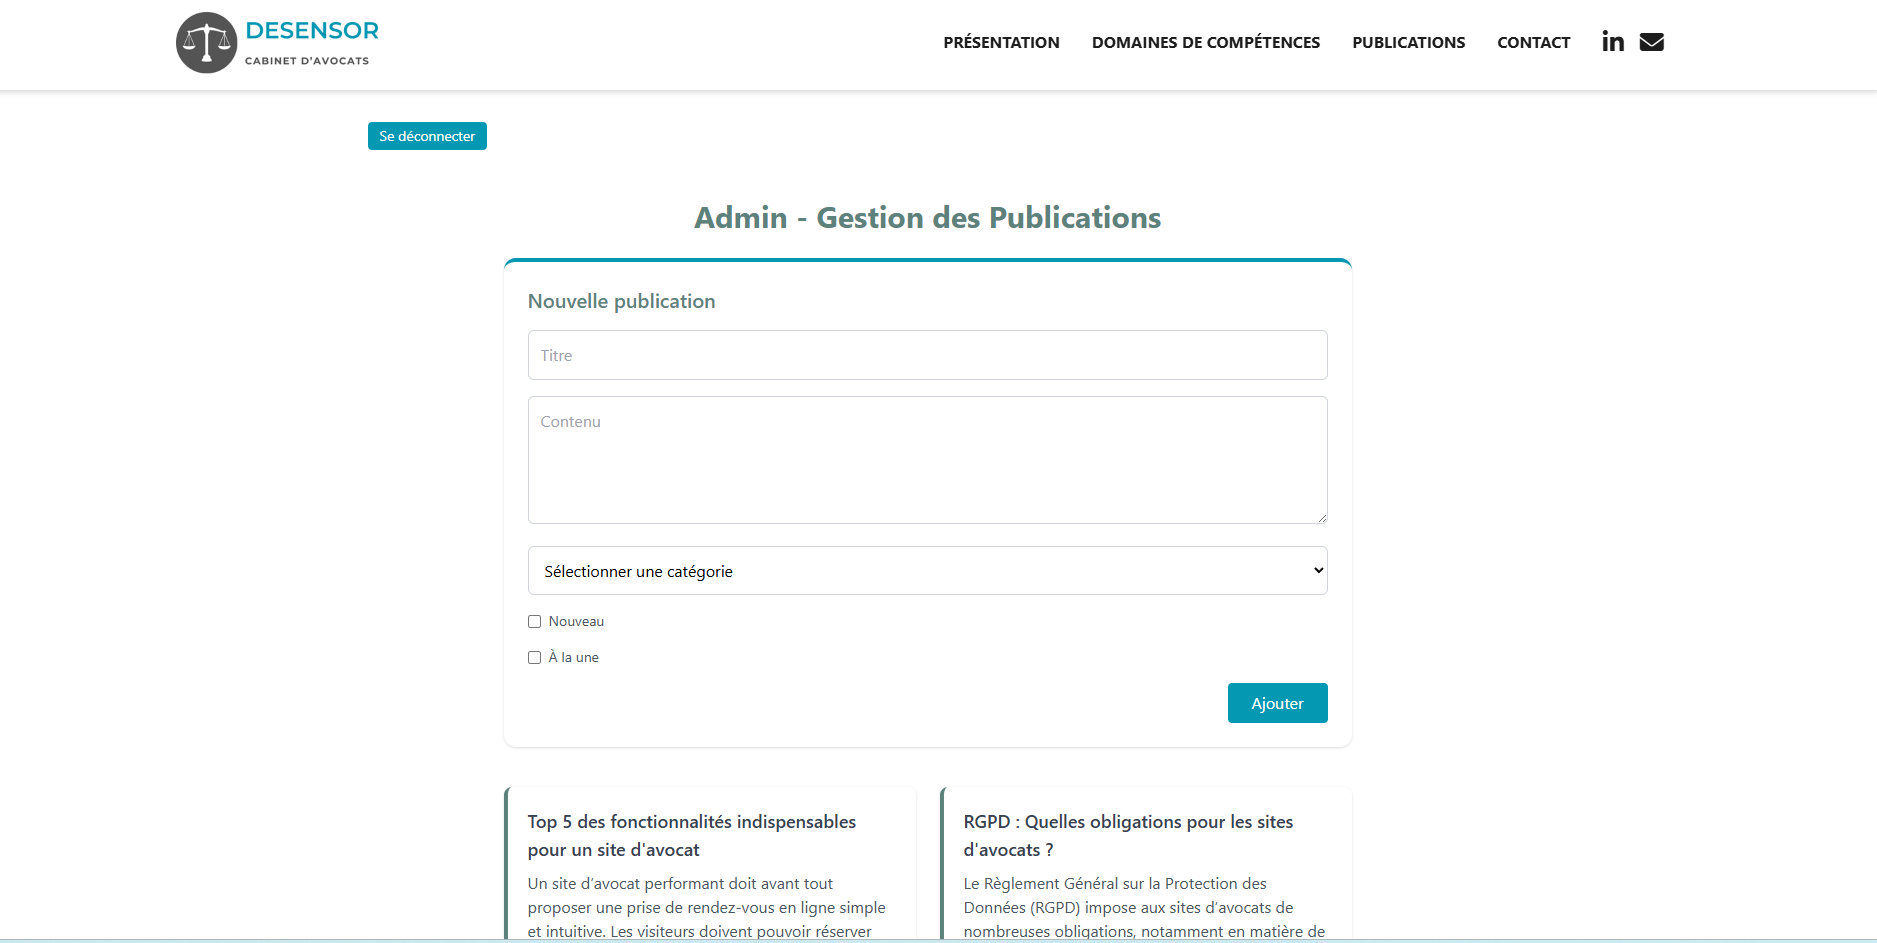 DESENSOR
CABINET D'AVOCATS
PRÉSENTATION
DOMAINES DE COMPÉTENCES
PUBLICATIONS
CONTACT
in
Se déconnecter
Admin - Gestion des Publications
Nouvelle publication
Titre
Contenu
Sélectionner une catégorie
Nouveau
À la une
Ajouter
Top 5 des fonctionnalités indispensables
pour un site d'avocat
Un site d’avocat performant doit avant tout
proposer une prise de rendez-vous en ligne simple
et intuitive. Les visiteurs doivent pouvoir réserver
RGPD : Quelles obligations pour les sites
d'avocats ?
Le Règlement Général sur la Protection des
Données (RGPD) impose aux sites d’avocats de
nombreuses obligations, notamment en matière de